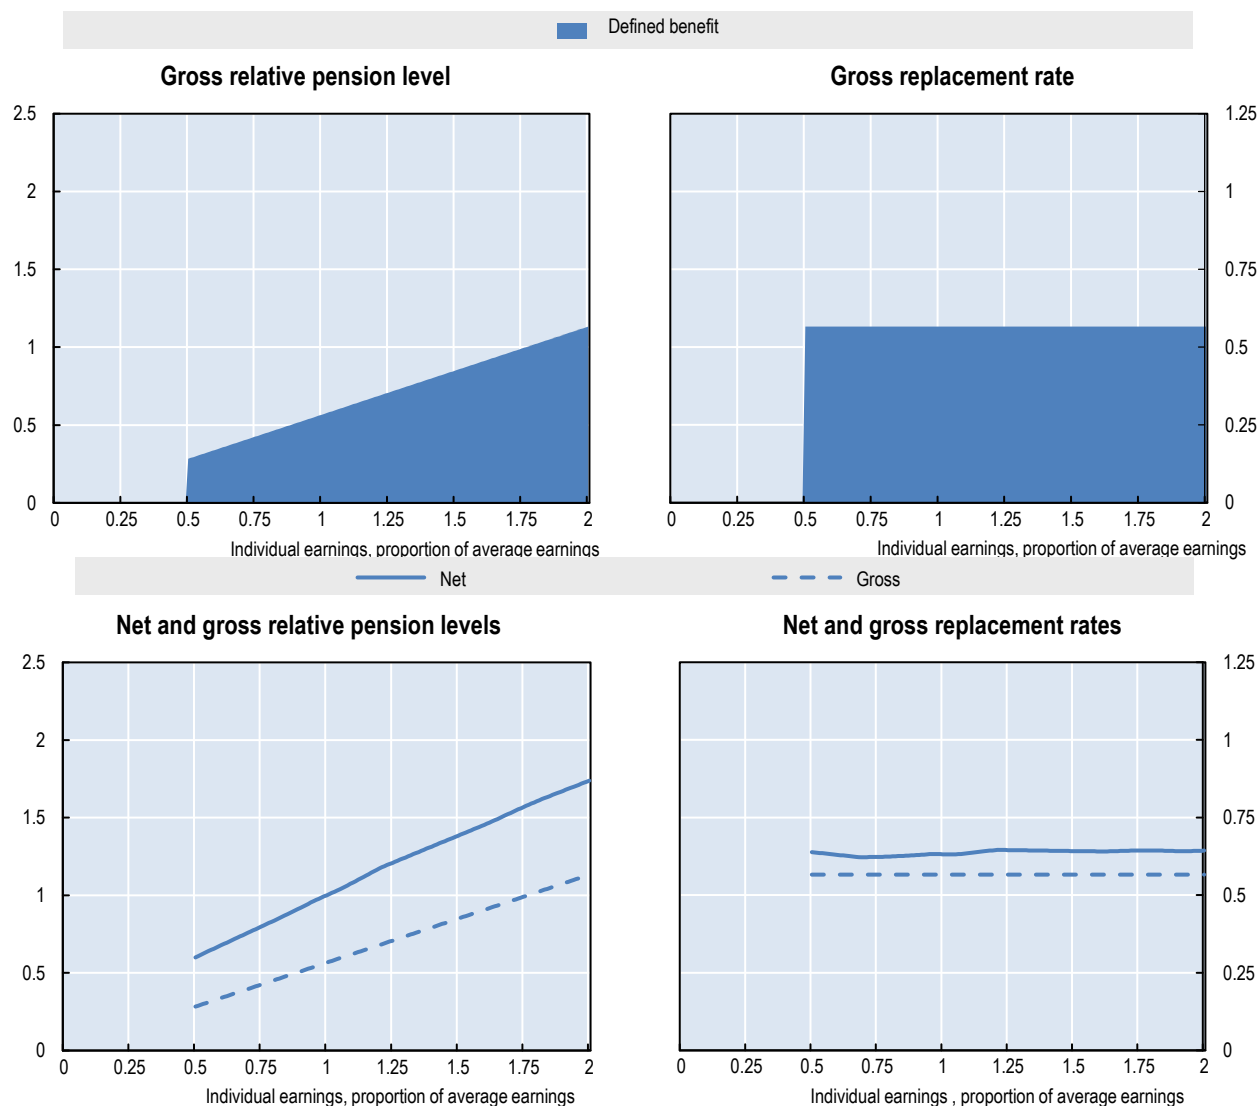 Defined benefit
Gross relative pension level
Gross replacement rate
2.5
2
1.5
1
0.5
0
0 0.25 0.5 0.75 1 1.25 1.5 1.75 2
Individual earnings, proportion of average earnings
1.25
1
0.75
0.5
0.25
0
0 0.25 0.5 0.75 1 1.25 1.5 1.75 2
Individual earnings, proportion of average earnings
Net Gross
Net and gross relative pension levels
Net and gross replacement rates
2.5
2
1.5
1
0.5
0
0 0.25 0.5 0.75 1 1.25 1.5 1.75 2
Individual earnings, proportion of average earnings
1.25
1
0.75
0.5
0.25
0
0 0.25 0.5 0.75 1 1.25 1.5 1.75 2
Individual earnings , proportion of average earnings